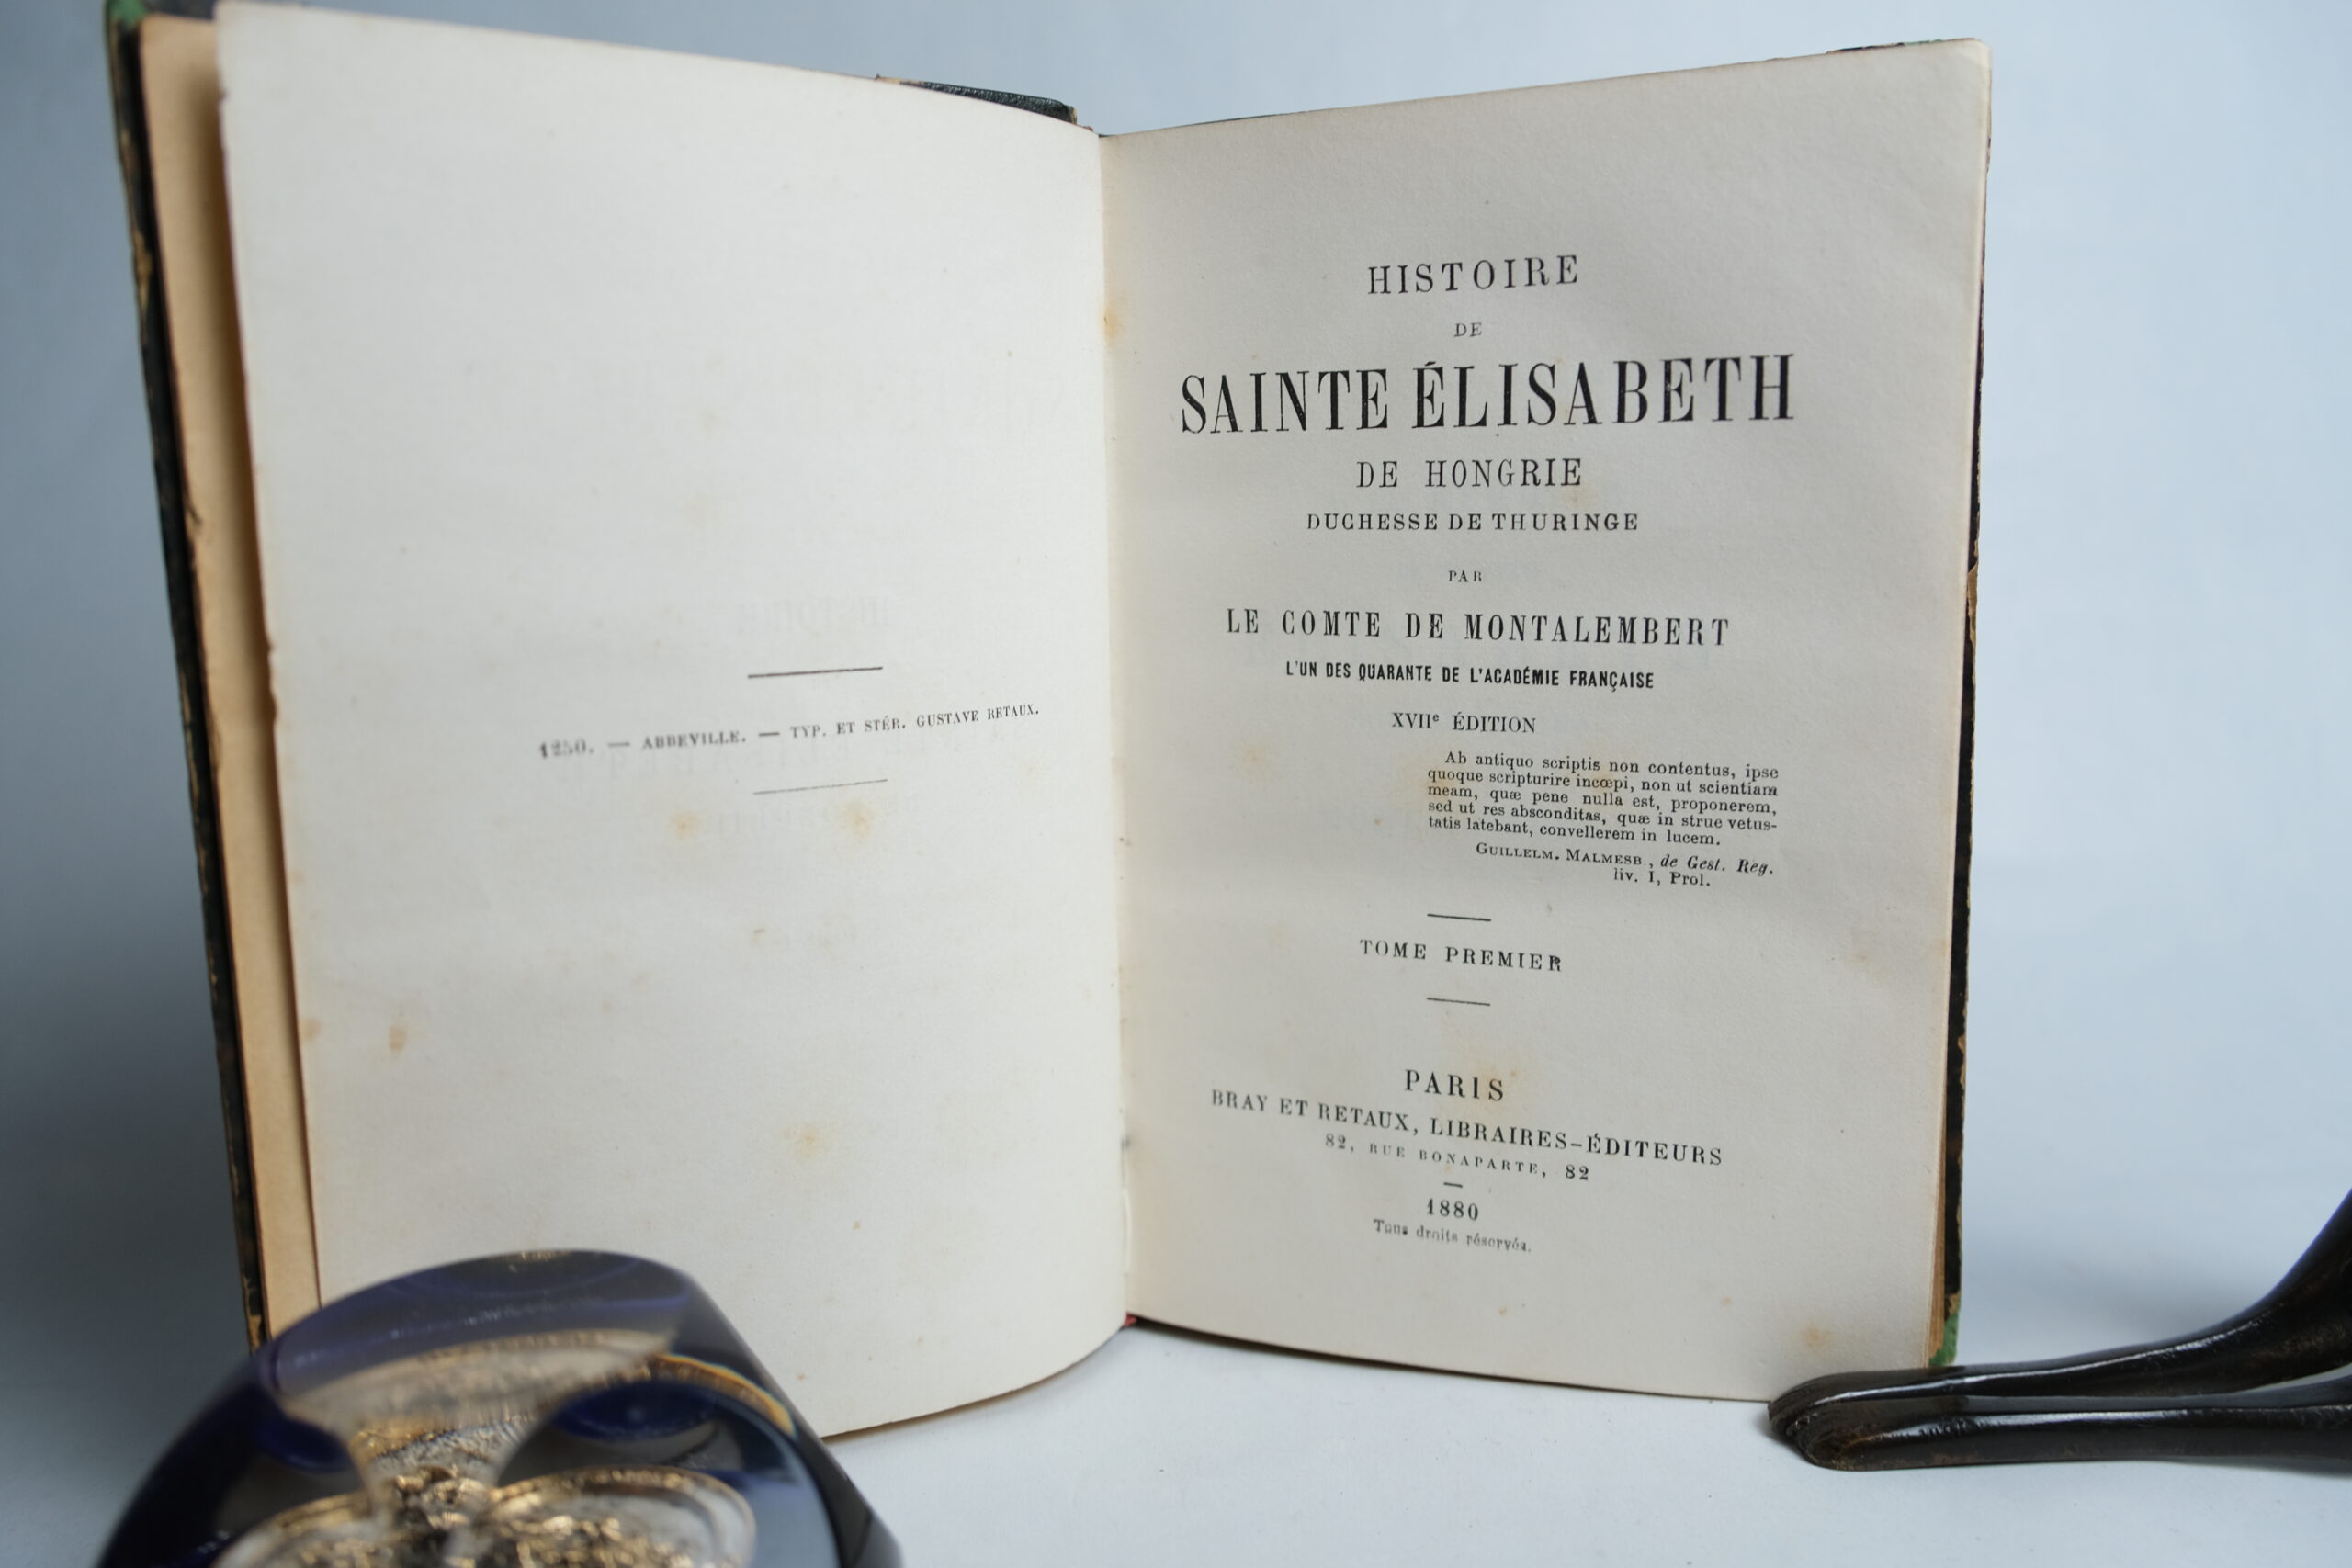 1250. — ABBEVILLE. — TYP. ET STÉR. GUSTAVE RETAUX.
HISTOIRE
DE
SAINTE ÉLISABETH
DE HONGRIE
DUCHESSE DE THURINGE
PAR
LE COMTE DE MONTALEMBERT
L'UN DES QUARANTE DE L'ACADÉMIE FRANÇAISE
XVIIe ÉDITION
Ab antiquo scriptis non contentus, ipse
quoque scripturire incœpi, non ut scientiam
meam, quæ pene nulla est, proponerem,
sed ut res absconditas, quæ in strue vetus-
tatis latebant, convellerem in lucem.
GUILLELM. MALMESB., de Gest. Reg.
liv. I, Prol.
TOME PREMIER
PARIS
BRAY ET RETAUX, LIBRAIRES-ÉDITEURS
82, RUE BONAPARTE, 82
1880
Tous droits réservés.